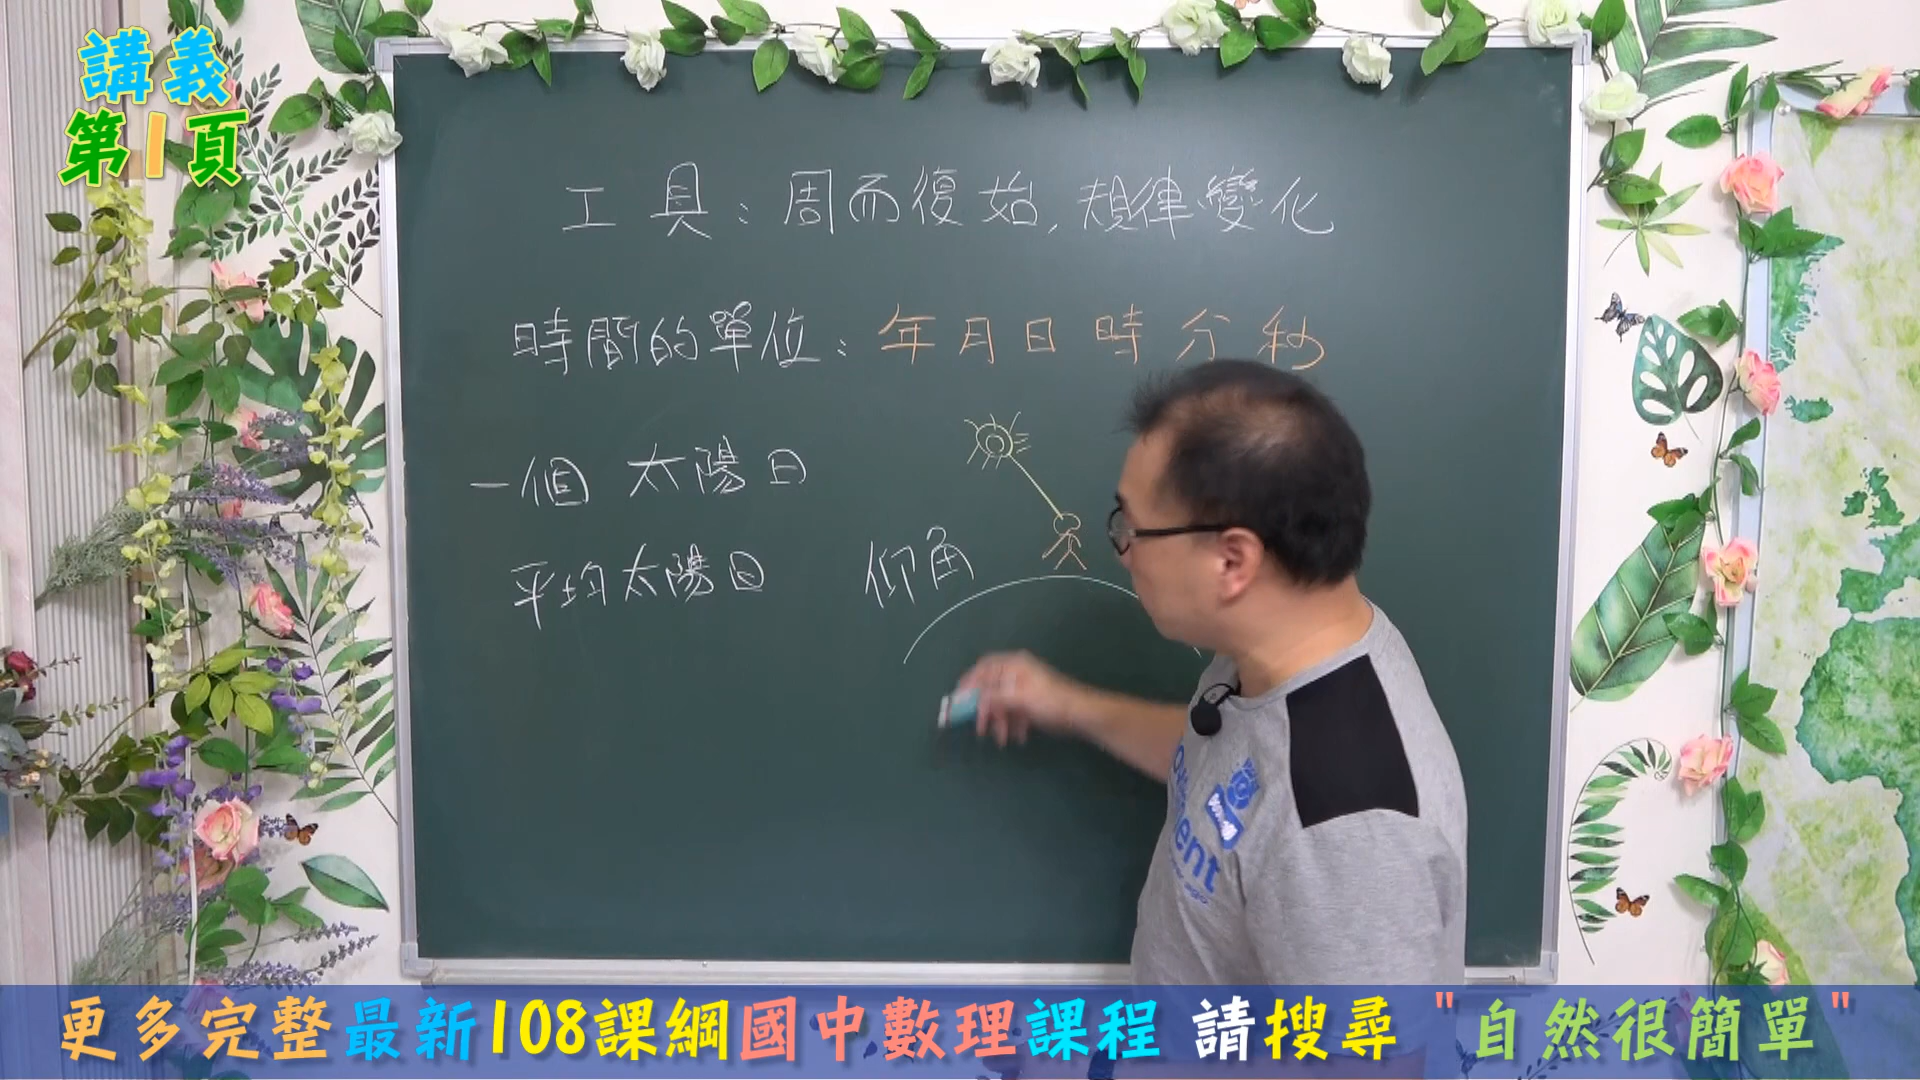 講義
第1頁
工具：周而復始，規律變化
時間的單位：年月日時分秒
一個 太陽日
平均太陽日
仰角
ent
更多完整最新108課綱國中數理課程 請搜尋 "自然很簡單"